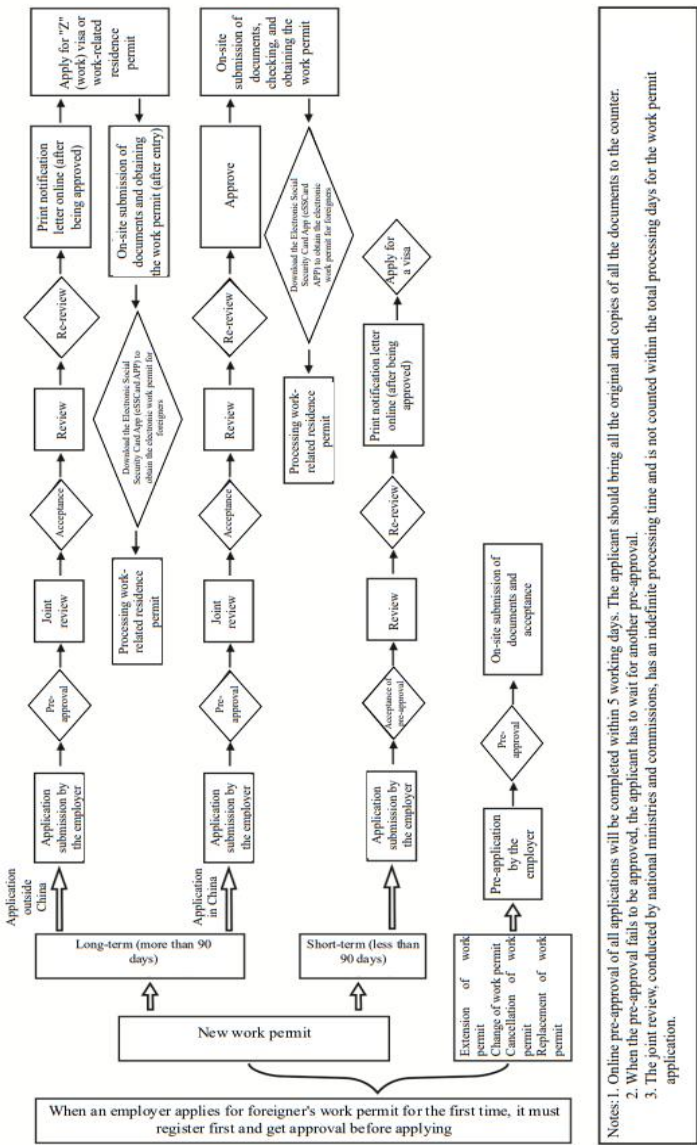 When an employer applies for foreigner's work permit for the first time, it must
register first and get approval before applying
New work permit
Long-term (more than 90
days)
Application
outside
China
Application
submission by
the employer
Pre-
approval
Joint
review
Acceptance
Review
Re-review
Print notification
letter online (after
being approved)
Apply for "Z"
(work) visa or
work-related
residence
permit
On-site submission of
documents and obtaining
the work permit (after entry)
Download the Electronic Social
Security Card App (eSSCard APP) to
obtain the electronic work permit for
foreigners
Processing work-
related residence
permit
Application
in China
Application
submission by
the employer
Pre-
approval
Joint
review
Acceptance
Review
Re-review
Approve
On-site
submission of
documents,
checking, and
obtaining the
work permit
Download the Electronic Social
Security Card App (eSSCard
APP) to obtain the electronic
work permit for foreigners
Processing work-
related residence
permit
Short-term (less than
90 days)
Application
submission by
the employer
Acceptance of
pre-approval
Review
Re-review
Print notification letter
online (after being
approved)
Apply for
a visa
Extension of work
permit
Change of work permit
Cancellation of work
permit
Replacement of work
permit
Pre-application
by the
employer
Pre-
approval
On-site submission of
documents and
acceptance
Notes: 1. Online pre-approval of all applications will be completed within 5 working days. The applicant should bring all the original and copies of all the documents to the counter.
2. When the pre-approval fails to be approved, the applicant has to wait for another pre-approval.
3. The joint review, conducted by national ministries and commissions, has an indefinite processing time and is not counted within the total processing days for the work permit
application.